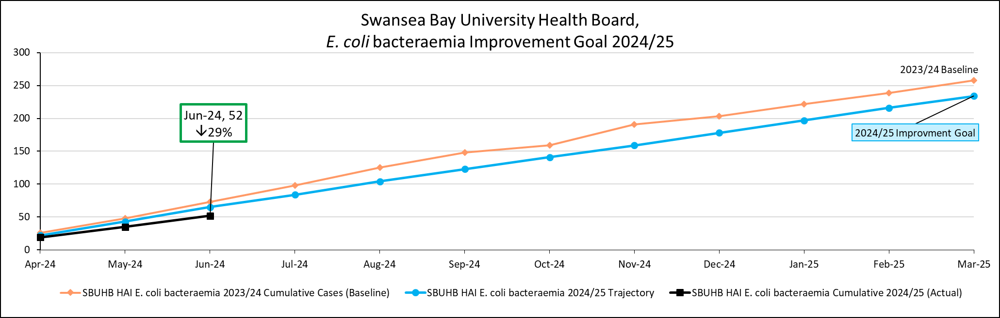 Swansea Bay University Health Board,
E. coli bacteraemia Improvement Goal 2024/25
300
250
200
150
100
50
0
2023/24 Baseline
Jun-24, 52
↓29%
2024/25 Improvment Goal
Apr-24 May-24 Jun-24 Jul-24 Aug-24 Sep-24 Oct-24 Nov-24 Dec-24 Jan-25 Feb-25 Mar-25
SBUHB HAI E. coli bacteraemia 2023/24 Cumulative Cases (Baseline) SBUHB HAI E. coli bacteraemia 2024/25 Trajectory SBUHB HAI E. coli bacteraemia Cumulative 2024/25 (Actual)